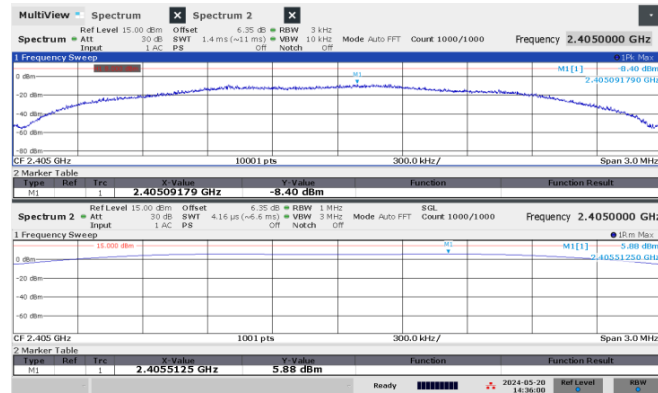 MultiView Spectrum X Spectrum 2 X
Ref Level 15.00 dBm Offset 6.35 dB RBW 3 kHz
Spectrum Att 30 dB SWT 1.4 ms (~11 ms) VBW 10 kHz Mode Auto FFT Count 1000/1000 Frequency 2.4050000 GHz
Input 1 AC PS Off Notch Off
1 Frequency Sweep 1Pk Max
M1[1] -8.40 dBm
2.405091790 GHz
M1
0 dBm
-20 dBm
-40 dBm
-60 dBm
-80 dBm
CF 2.405 GHz 10001 pts 300.0 kHz/ Span 3.0 MHz
2 Marker Table
Type Ref Trc X-Value Y-Value Function Function Result
M1 1 2.40509179 GHz -8.40 dBm
Ref Level 15.00 dBm Offset 6.35 dB RBW 1 MHz SGL
Spectrum 2 Att 30 dB SWT 4.16 µs (~6.6 ms) VBW 3 MHz Mode Auto FFT Count 1000/1000 Frequency 2.4050000 GHz
Input 1 AC PS Off Notch Off
1 Frequency Sweep 1Rm Max
15.000 dBm M1 M1[1] 5.88 dBm
2.40551250 GHz
0 dBm
-20 dBm
-40 dBm
-60 dBm
CF 2.405 GHz 1001 pts 300.0 kHz/ Span 3.0 MHz
2 Marker Table
Type Ref Trc X-Value Y-Value Function Function Result
M1 1 2.4055125 GHz 5.88 dBm
Ready 2024-05-20 Ref Level RBW
14:36:00